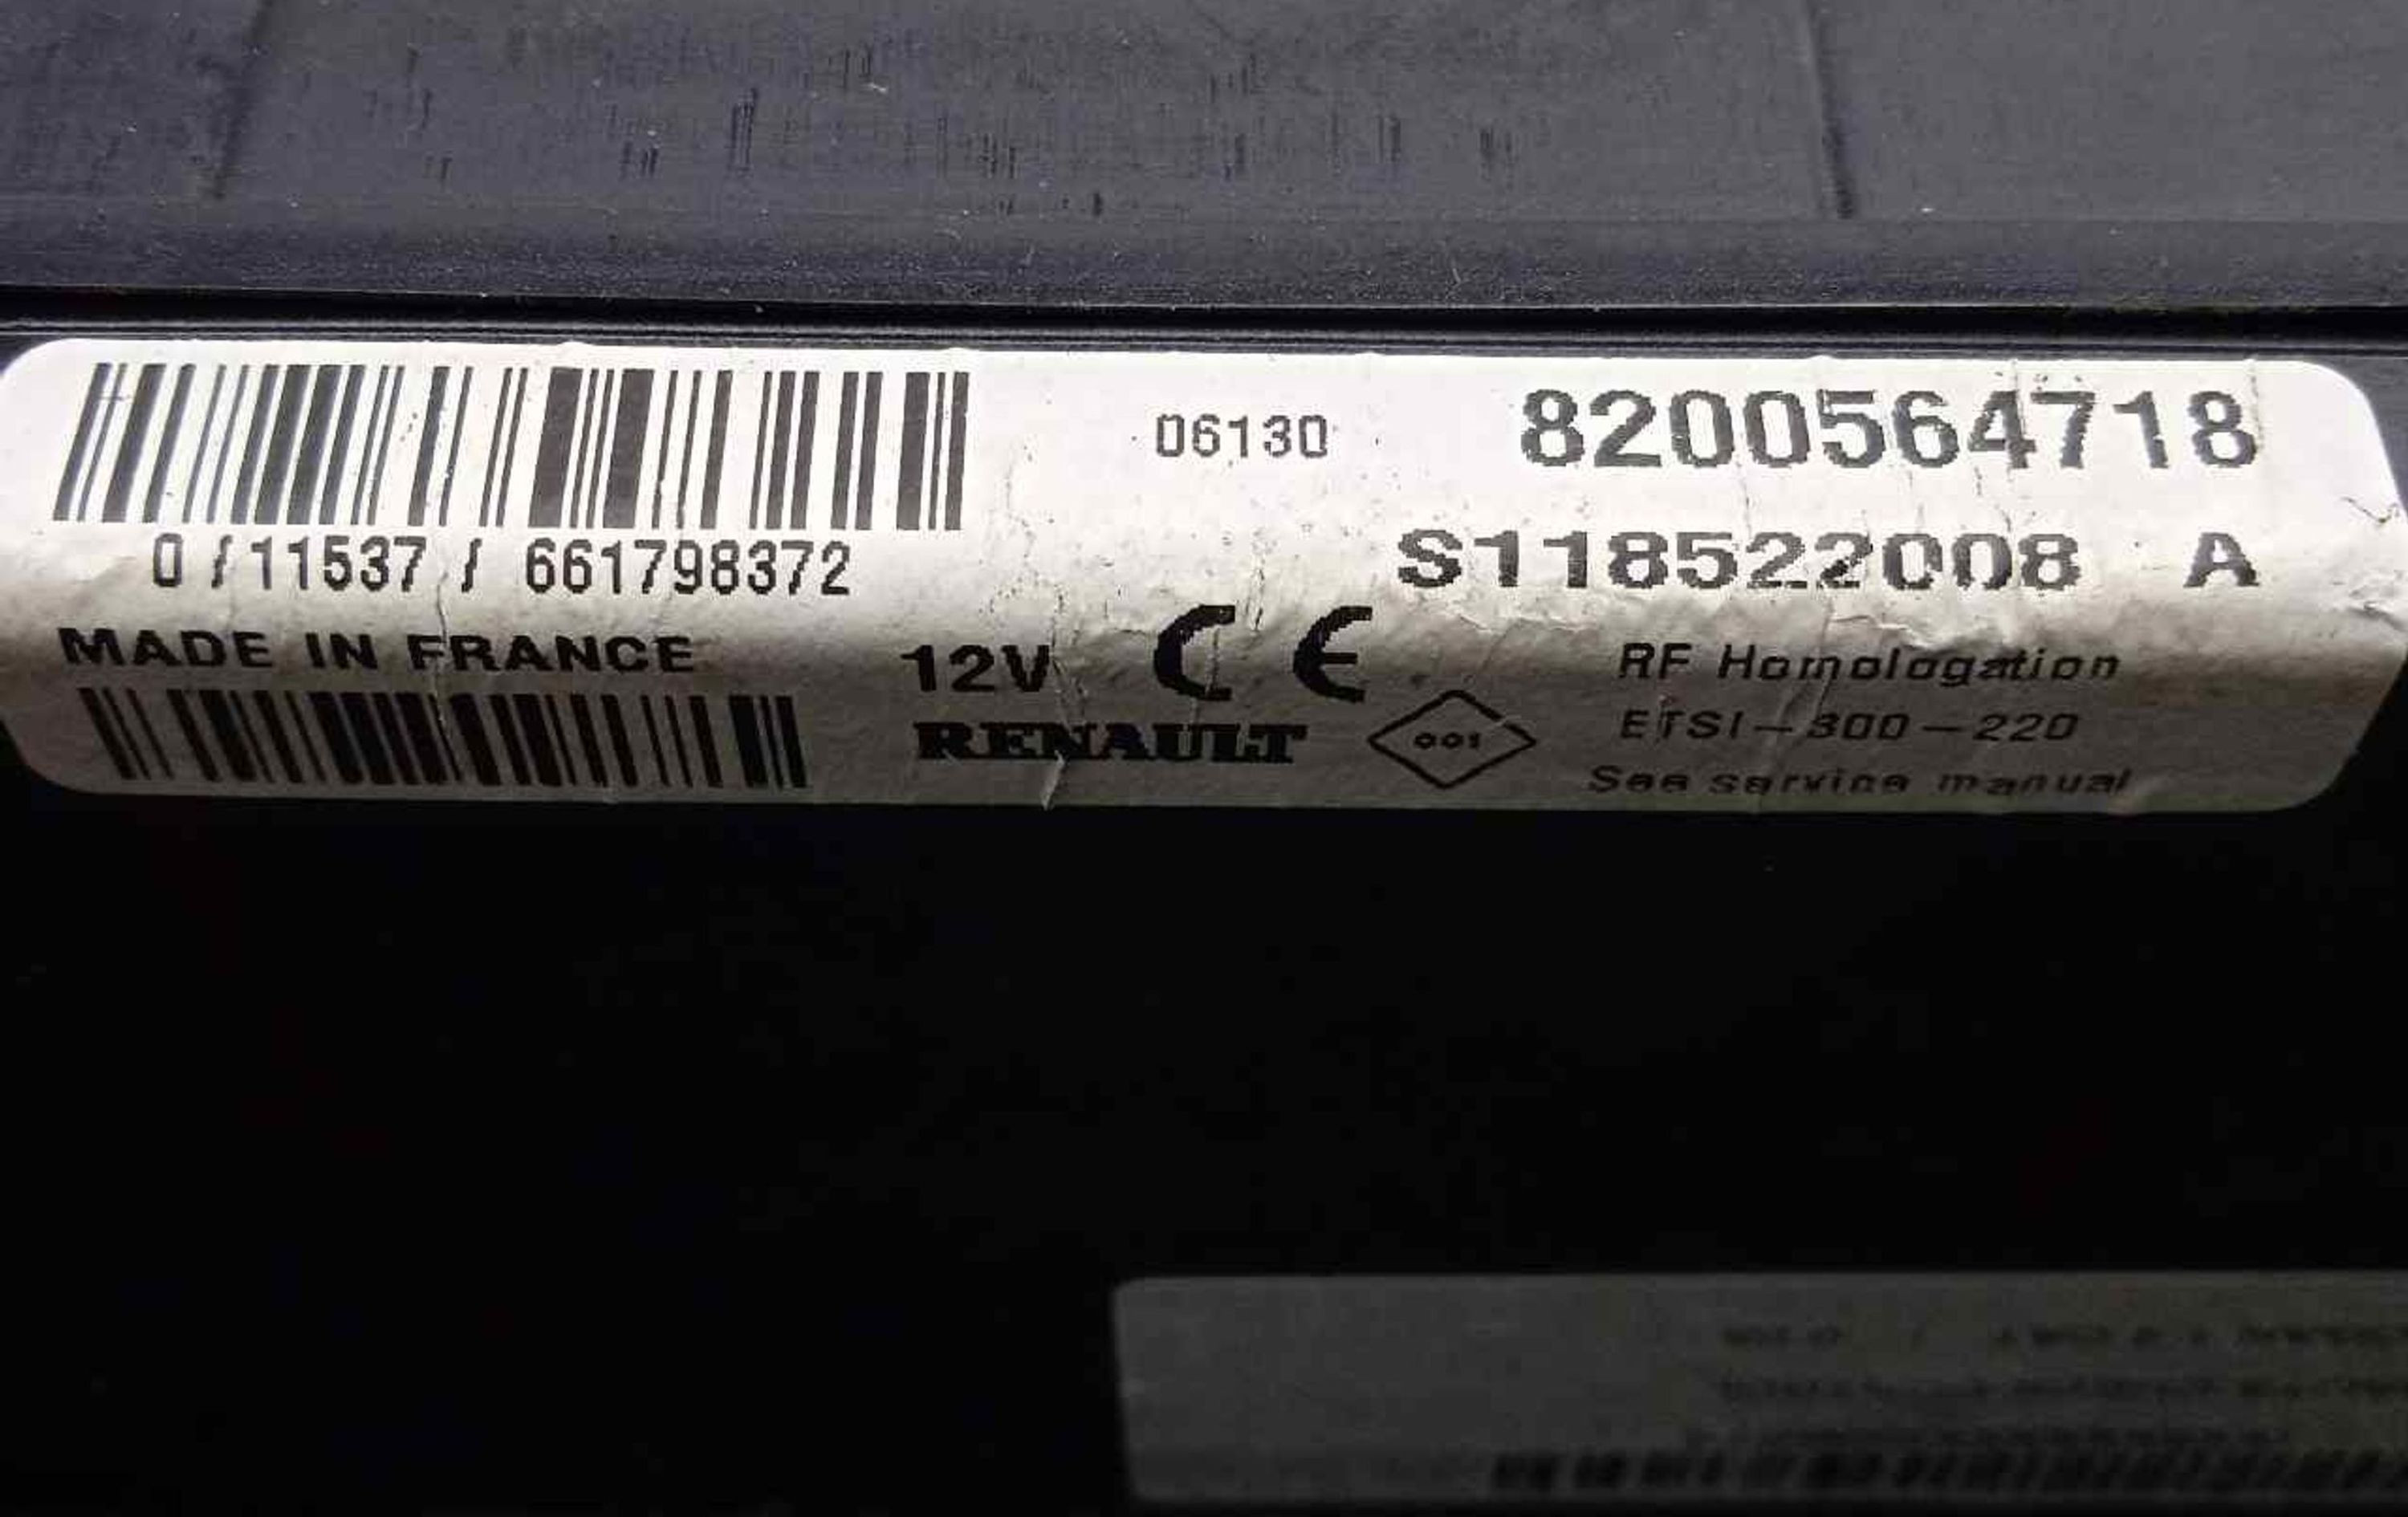 06130 8200564718
0/11537/ 661798372 S118522008 A
MADE IN FRANCE 12V CE RF Homologation
RENAULT 001 ETSI-300-220
See service manual